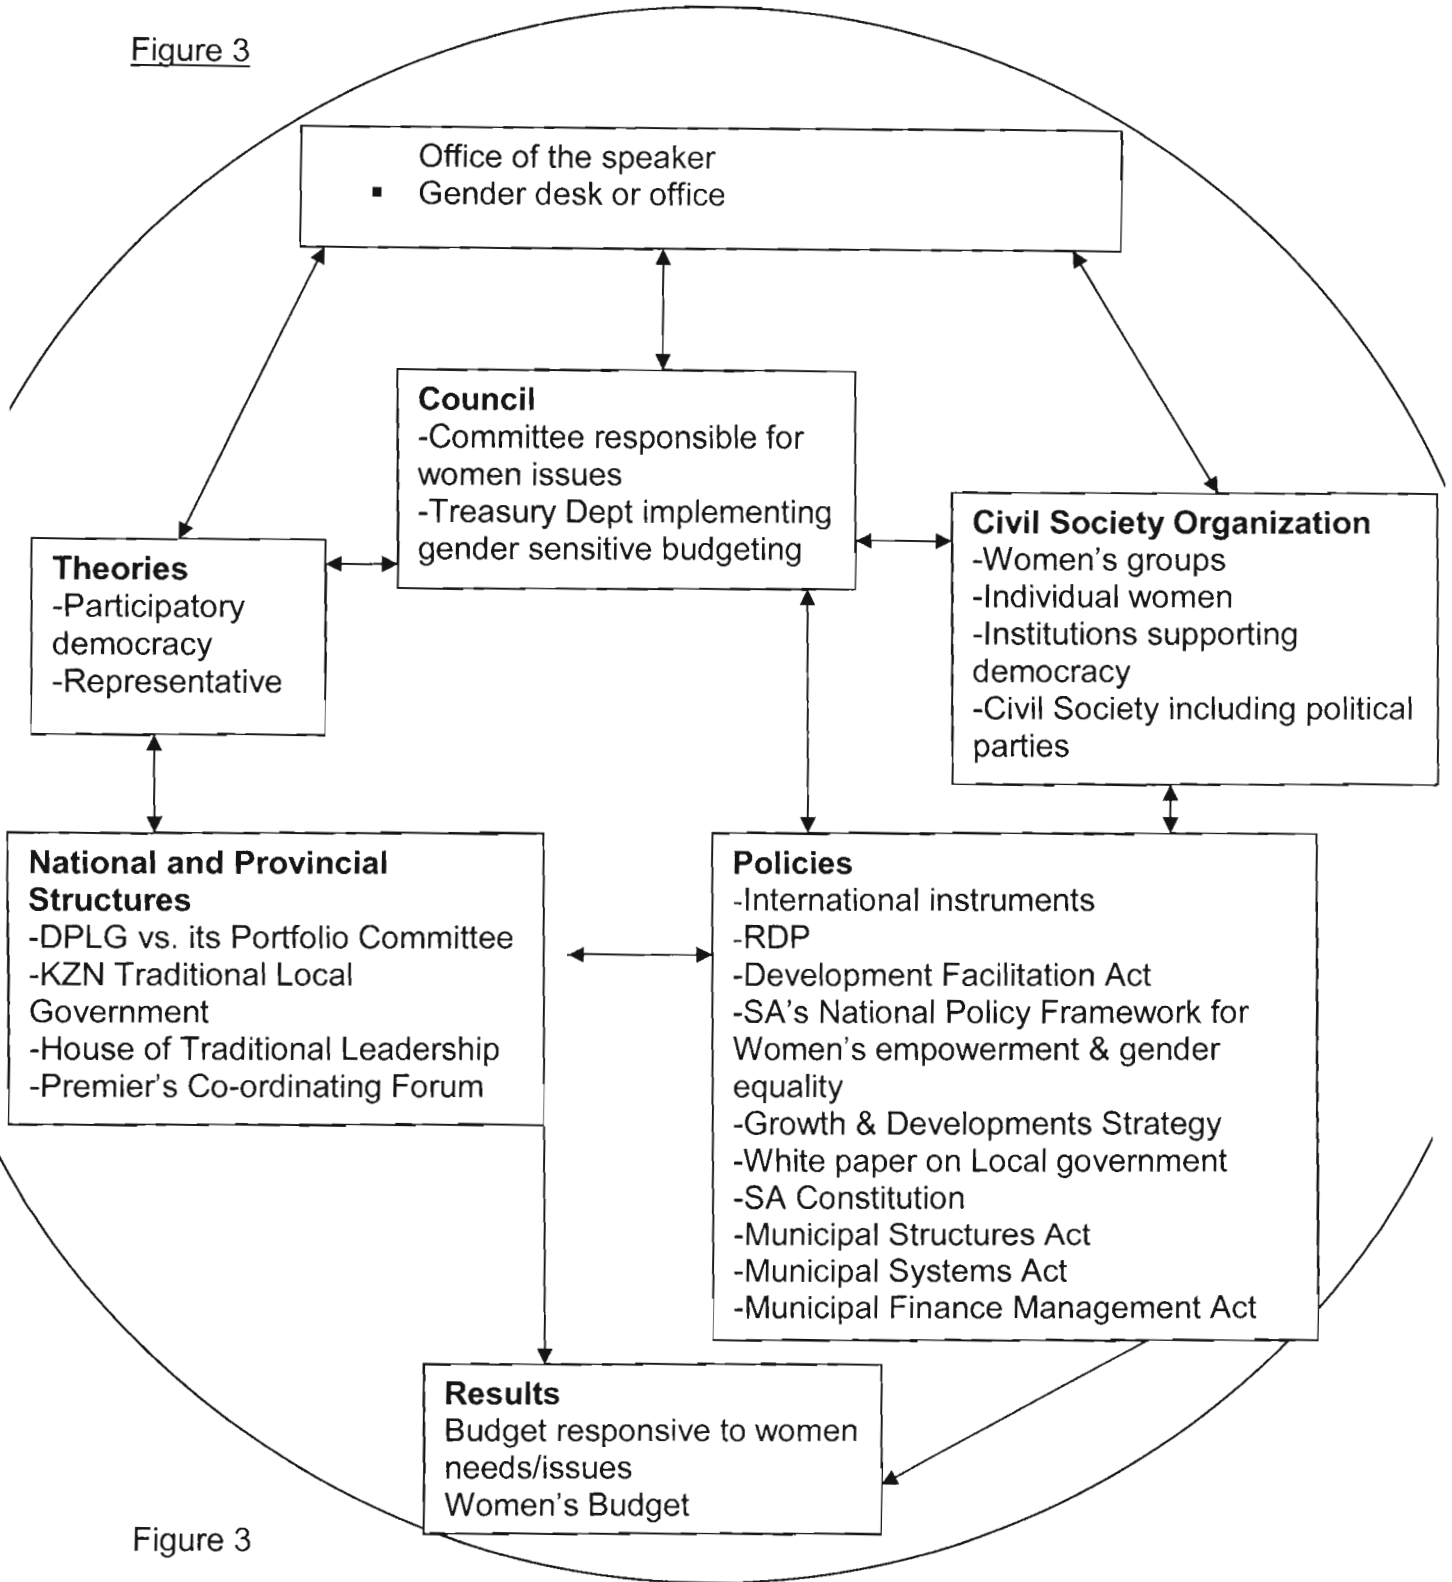 Figure 3
Office of the speaker
▪ Gender desk or office
Council
-Committee responsible for
women issues
-Treasury Dept implementing
gender sensitive budgeting
Civil Society Organization
-Women's groups
-Individual women
-Institutions supporting
democracy
-Civil Society including political
parties
Theories
-Participatory
democracy
-Representative
National and Provincial
Structures
-DPLG vs. its Portfolio Committee
-KZN Traditional Local
Government
-House of Traditional Leadership
-Premier's Co-ordinating Forum
Policies
-International instruments
-RDP
-Development Facilitation Act
-SA's National Policy Framework for
Women's empowerment & gender
equality
-Growth & Developments Strategy
-White paper on Local government
-SA Constitution
-Municipal Structures Act
-Municipal Systems Act
-Municipal Finance Management Act
Results
Budget responsive to women
needs/issues
Women's Budget
Figure 3